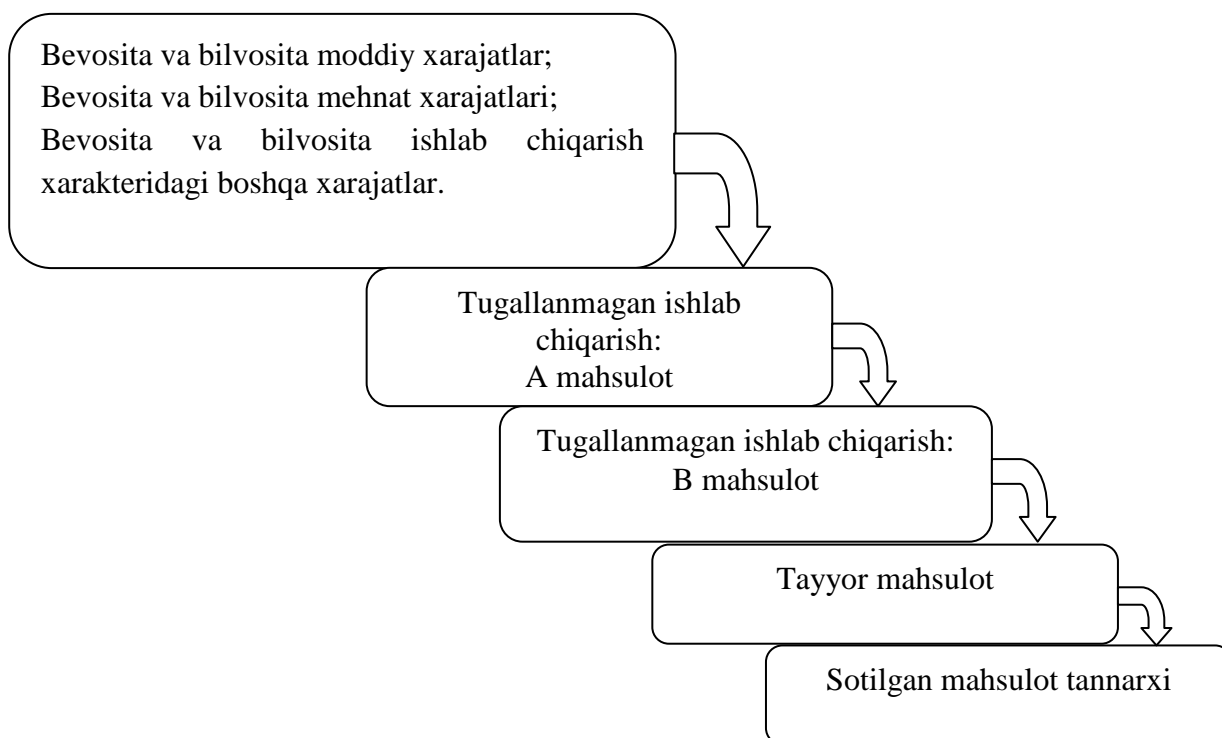 Bevosita va bilvosita moddiy xarajatlar;
Bevosita va bilvosita mehnat xarajatlari;
Bevosita va bilvosita ishlab chiqarish
xarakteridagi boshqa xarajatlar.
Tugallanmagan ishlab
chiqarish:
A mahsulot
Tugallanmagan ishlab chiqarish:
B mahsulot
Tayyor mahsulot
Sotilgan mahsulot tannarxi